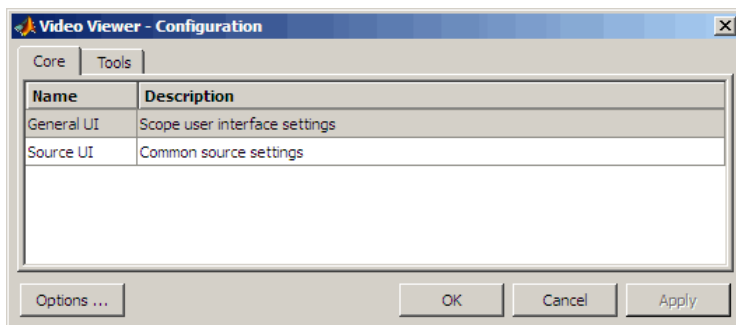 Video Viewer - Configuration
Core Tools
Name Description
General UI Scope user interface settings
Source UI Common source settings
Options ... OK Cancel Apply